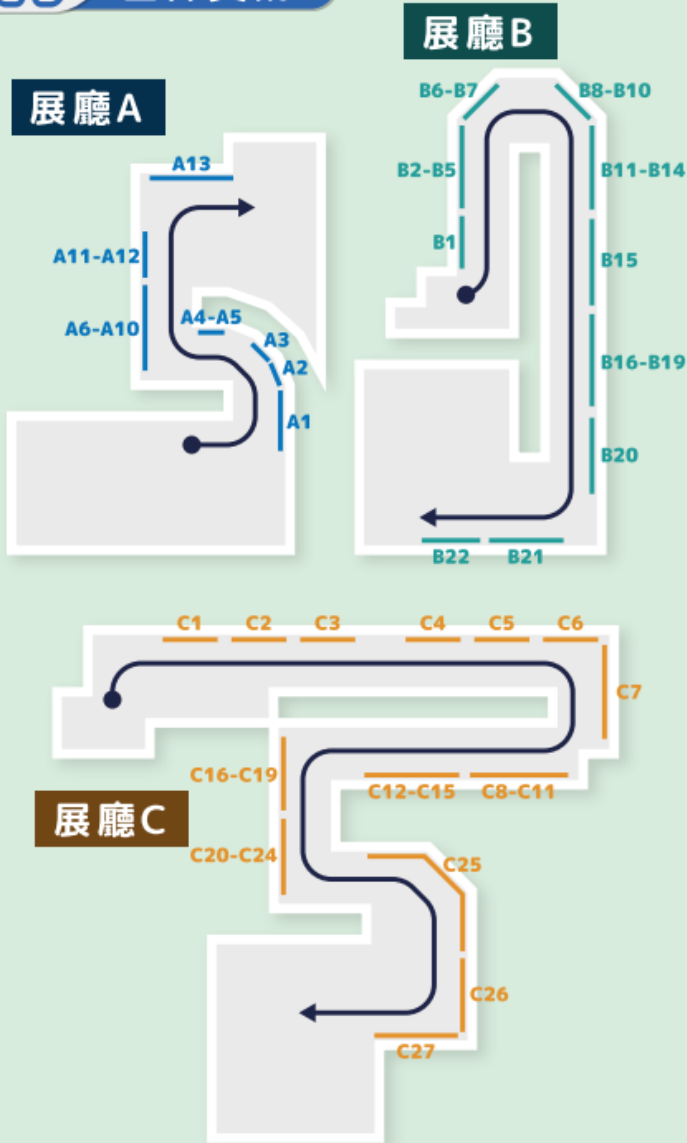 展廳A
A13
A11-A12
A6-A10
A4-A5
A3
A2
A1
展廳B
B6-B7
B8-B10
B2-B5
B11-B14
B1
B15
B16-B19
B20
B22
B21
展廳C
C1
C2
C3
C4
C5
C6
C7
C16-C19
C12-C15
C8-C11
C20-C24
C25
C26
C27